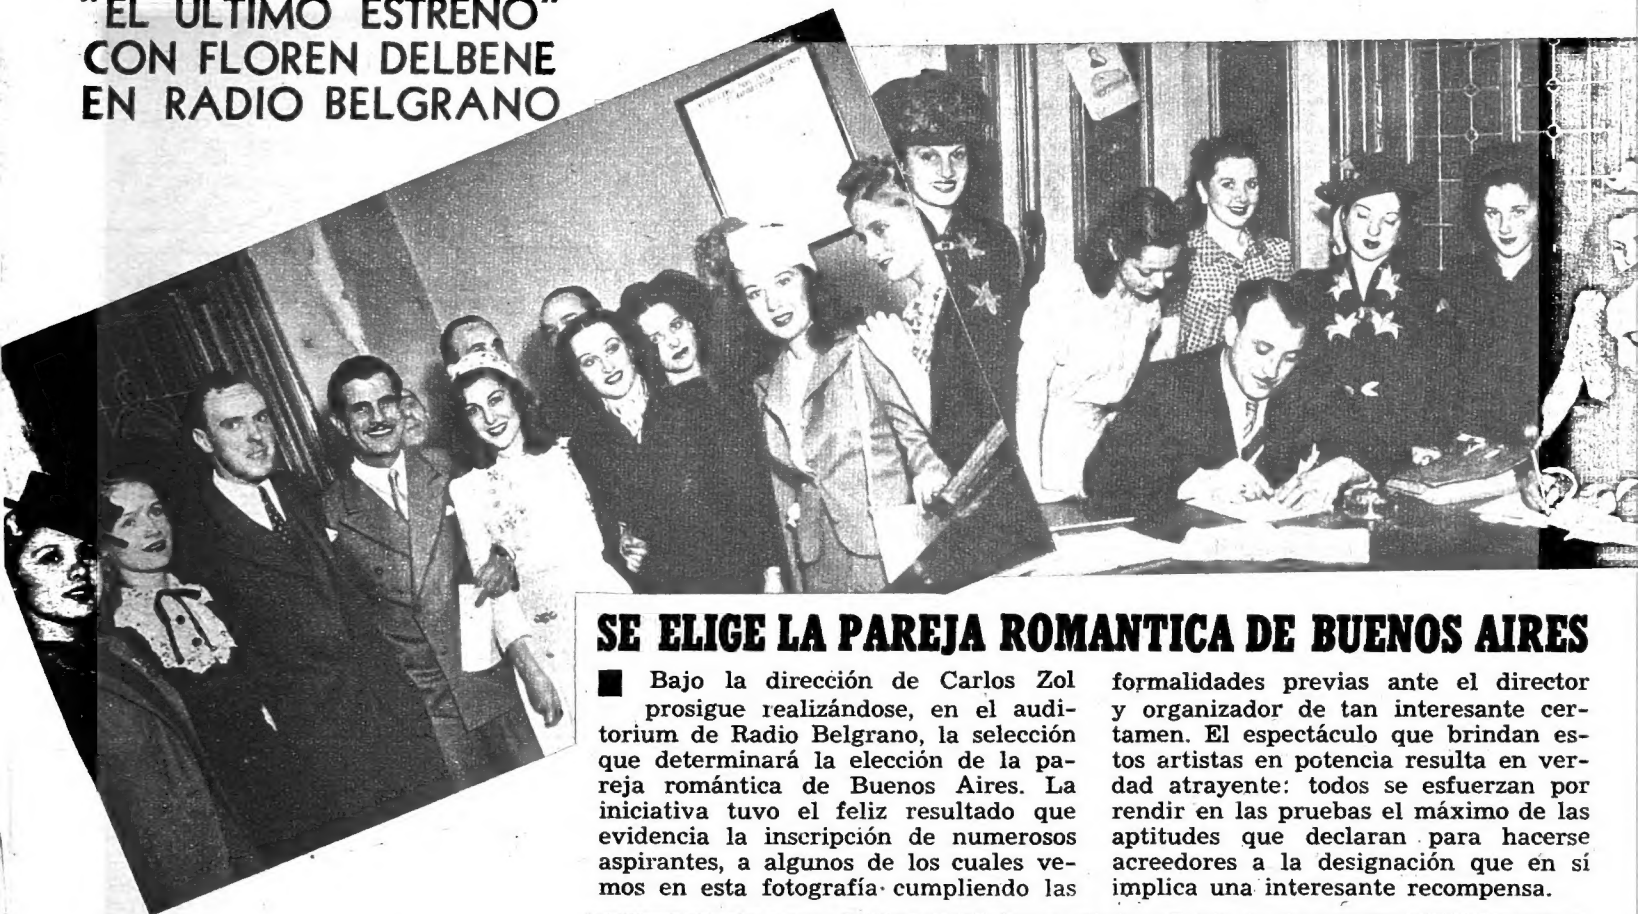 "EL ULTIMO ESTRENO"
CON FLOREN DELBENE
EN RADIO BELGRANO
SE ELIGE LA PAREJA ROMANTICA DE BUENOS AIRES
■ Bajo la dirección de Carlos Zol
prosigue realizándose, en el audi-
torium de Radio Belgrano, la selección
que determinará la elección de la pa-
reja romántica de Buenos Aires. La
iniciativa tuvo el feliz resultado que
evidencia la inscripción de numerosos
aspirantes, a algunos de los cuales ve-
mos en esta fotografía cumpliendo las
formalidades previas ante el director
y organizador de tan interesante cer-
tamen. El espectáculo que brindan es-
tos artistas en potencia resulta en ver-
dad atrayente: todos se esfuerzan por
rendir en las pruebas el máximo de las
aptitudes que declaran para hacerse
acreedores a la designación que en sí
implica una interesante recompensa.